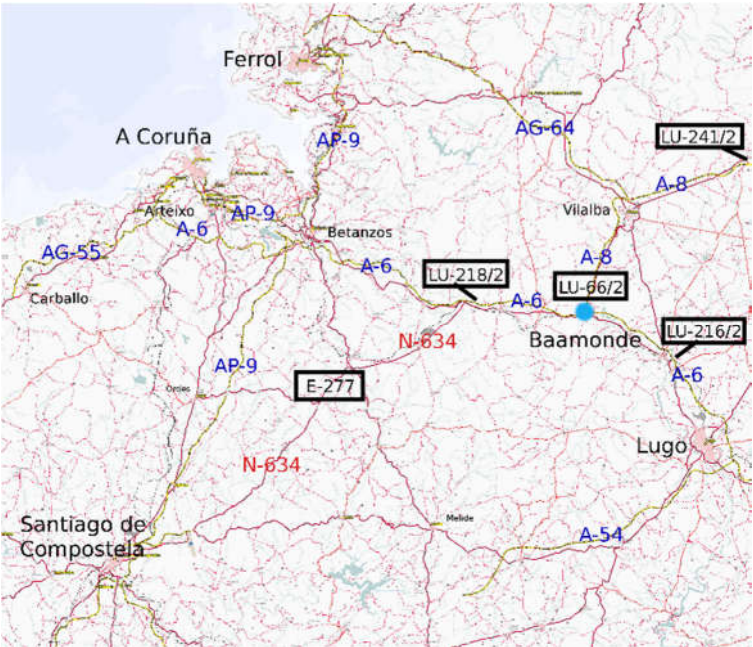 Ferrol
A Coruña
AP-9
AG-64
LU-241/2
A-8
Arteixo
AP-9
A-6
Vilalba
Betanzos
AG-55
A-6
LU-218/2
A-8
LU-66/2
A-6
Carballo
N-634
Baamonde
LU-216/2
AP-9
E-277
A-6
Ordes
Lugo
N-634
Santiago de
Compostela
Melide
A-54